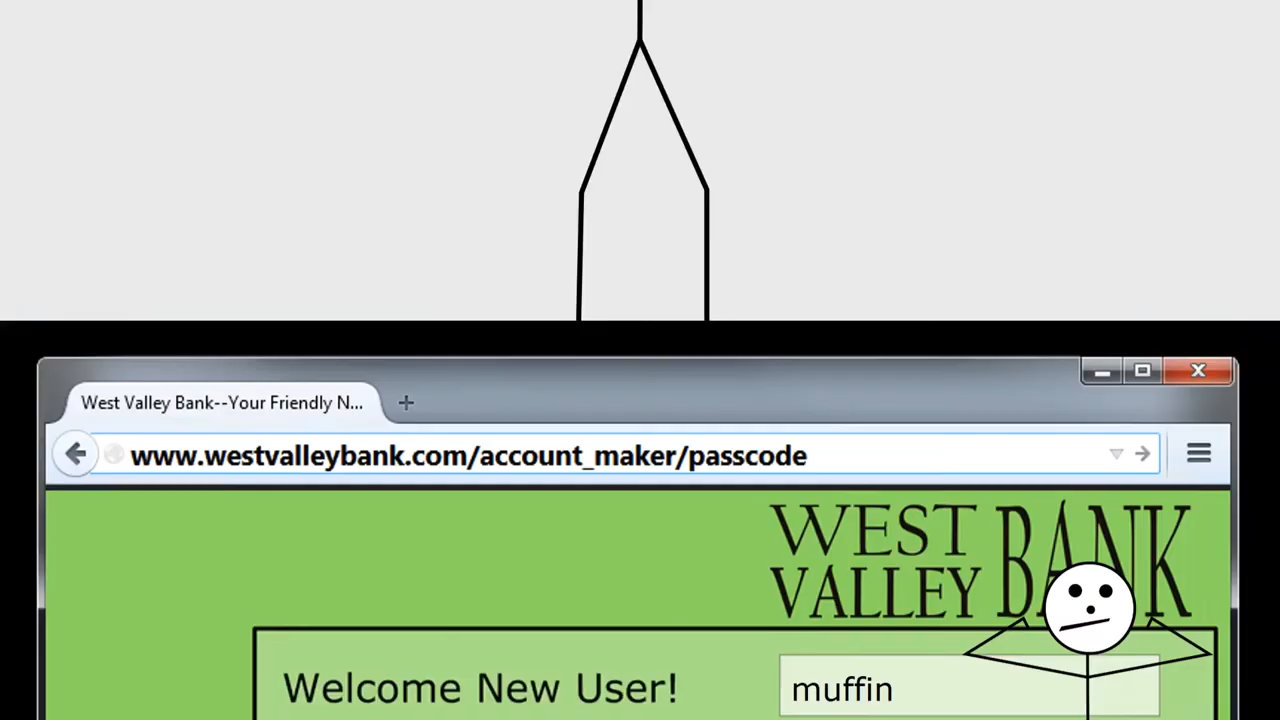 West Valley Bank--Your Friendly N...
www.westvalleybank.com/account_maker/passcode
WEST
VALLEY
BANK
Welcome New User!
muffin